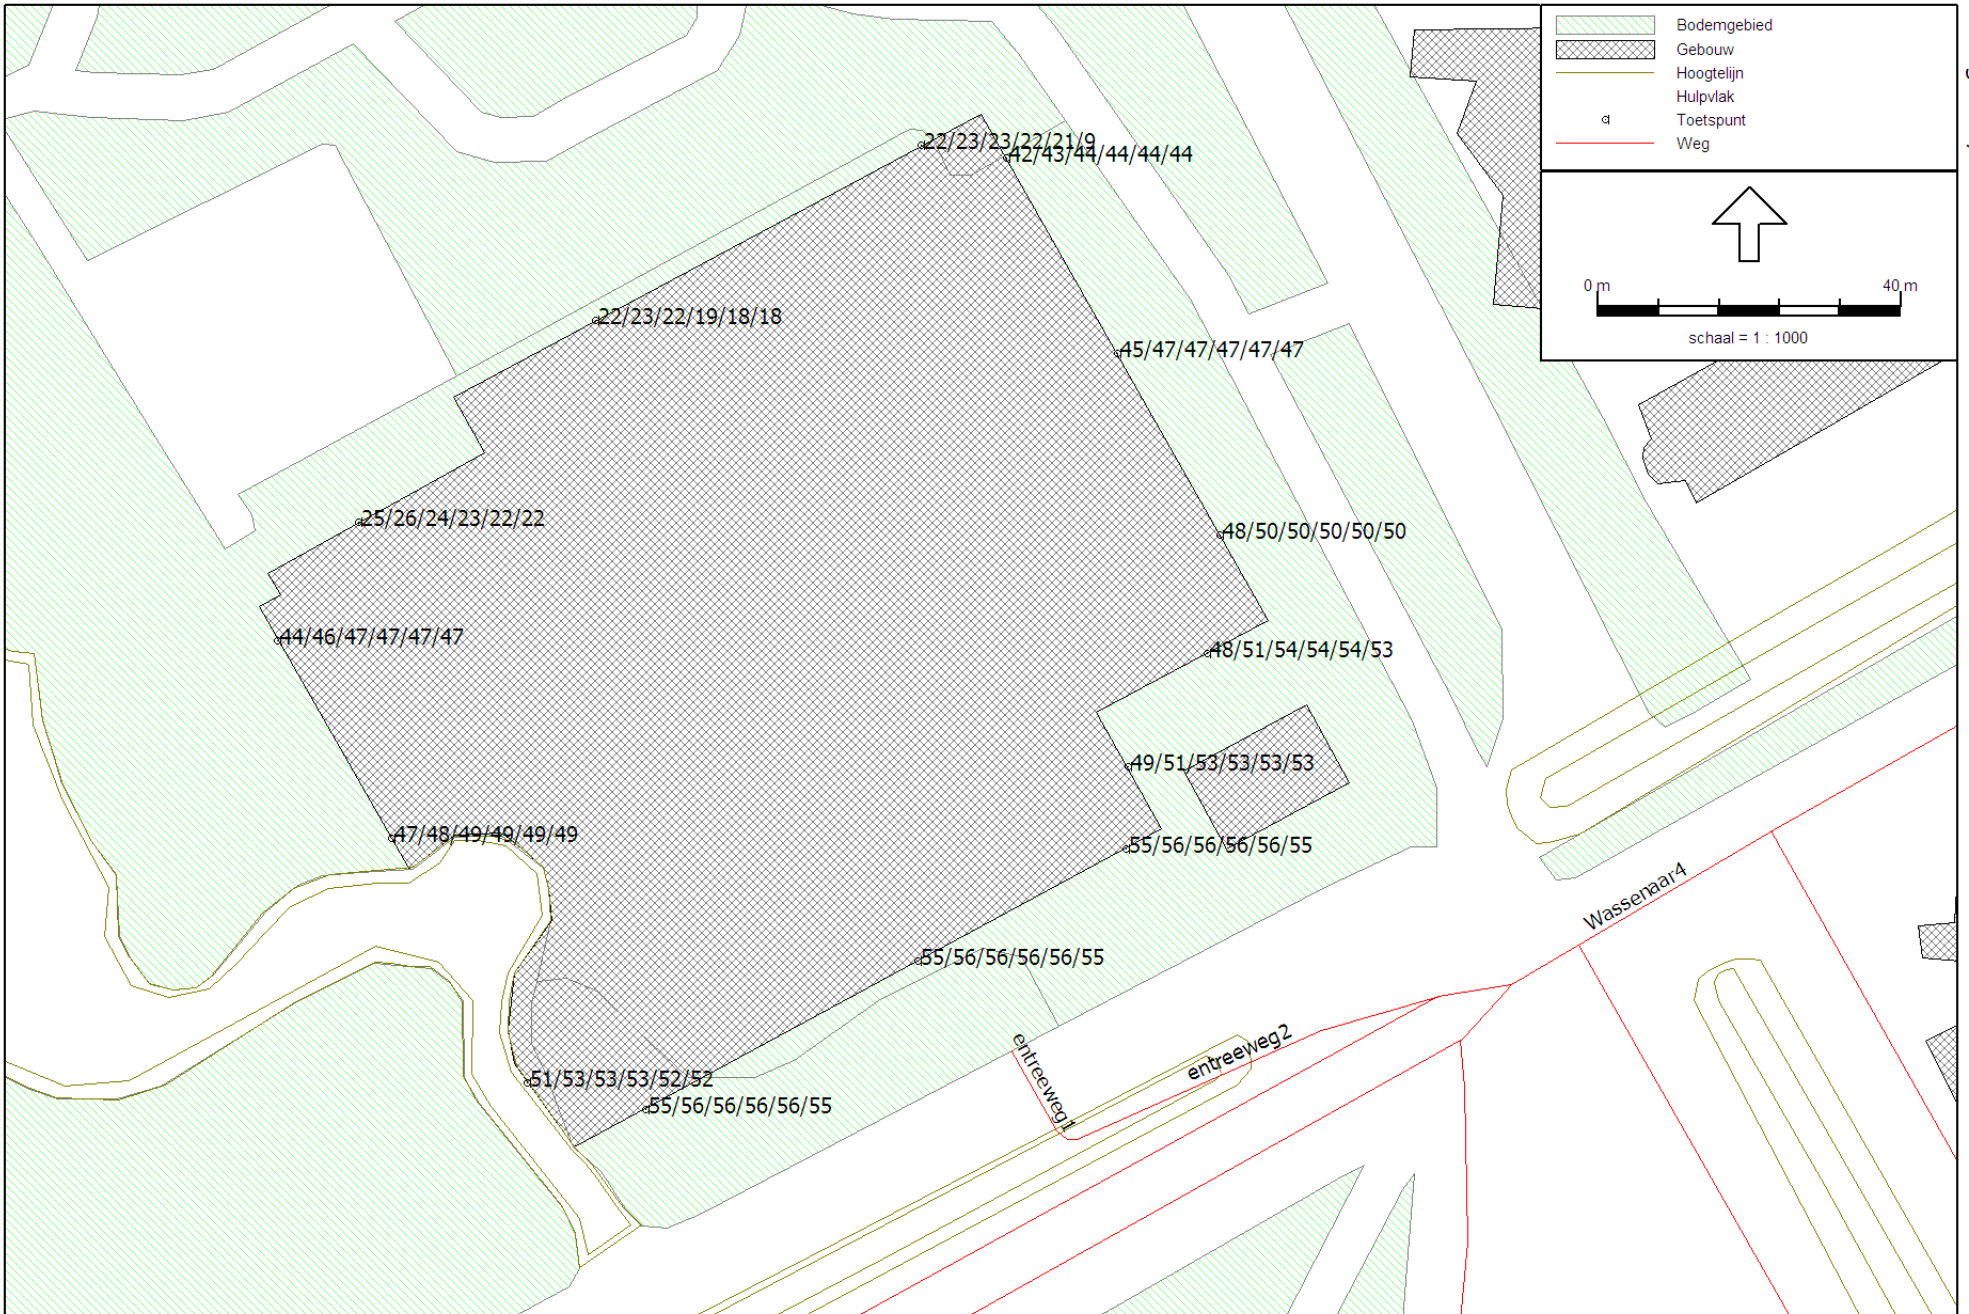 Bodemgebied
Gebouw
Hoogtelijn
Hulpvlak
Toetspunt
Weg
0 m
40 m
schaal = 1 : 1000
22/23/23/22/21/9
42/43/44/44/44/44
22/23/22/19/18/18
45/47/47/47/47/47
25/26/24/23/22/22
48/50/50/50/50/50
44/46/47/47/47/47
48/51/54/54/54/53
49/51/53/53/53/53
47/48/49/49/49/49
55/56/56/56/56/55
Wassenaar4
55/56/56/56/56/55
entreeweg1
entreeweg2
51/53/53/53/52/52
55/56/56/56/56/55